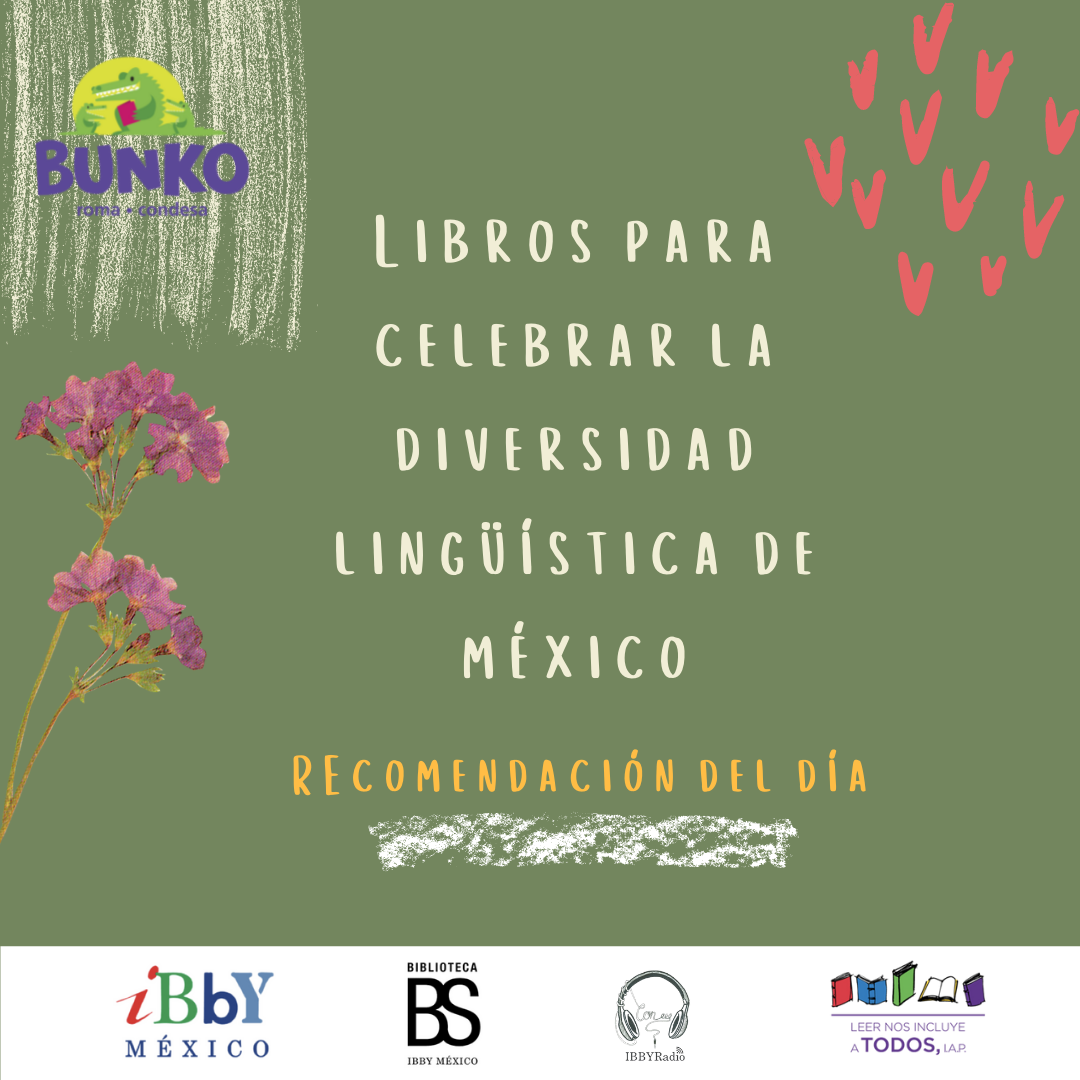 BUNKO
roma • condesa
LIBROS PARA
CELEBRAR LA
DIVERSIDAD
LINGÜÍSTICA DE
MÉXICO
RECOMENDACIÓN DEL DÍA
iBbY
MÉXICO
BIBLIOTECA
BS
IBBY MÉXICO
IBBYRadio
LEER NOS INCLUYE
A TODOS, I.A.P.